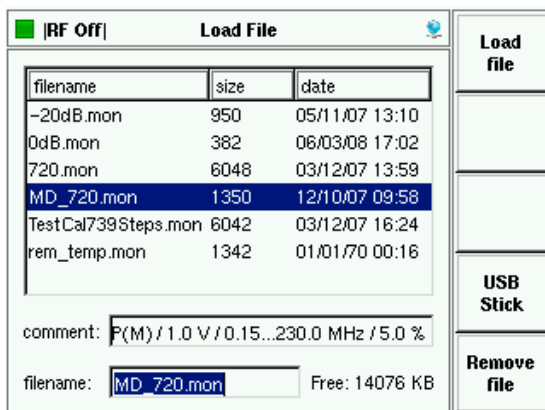 |RF Off| Load File
Load file
filename size date
-20dB.mon 950 05/11/07 13:10
0dB.mon 382 06/03/08 17:02
720.mon 6048 03/12/07 13:59
MD_720.mon 1350 12/10/07 09:58
TestCal739Steps.mon 6042 03/12/07 16:24
rem_temp.mon 1342 01/01/70 00:16
USB Stick
comment: P(M) / 1.0 V / 0.15...230.0 MHz / 5.0 %
Remove file
filename: MD_720.mon Free: 14076 KB